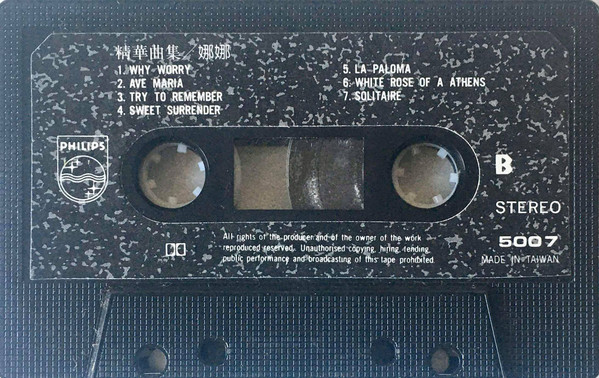 精華曲集 娜娜
1. WHY WORRY
2. AVE MARIA
3. TRY TO REMEMBER
4. SWEET SURRENDER
5. LA PALOMA
6. WHITE ROSE OF A ATHENS
7. SOLITAIRE
PHILIPS
B
STEREO
5007
MADE IN TAIWAN
All rights of the producer and of the owner of the work
reproduced reserved. Unauthorised copying, hiring, lending,
public performance and broadcasting of this tape prohibited